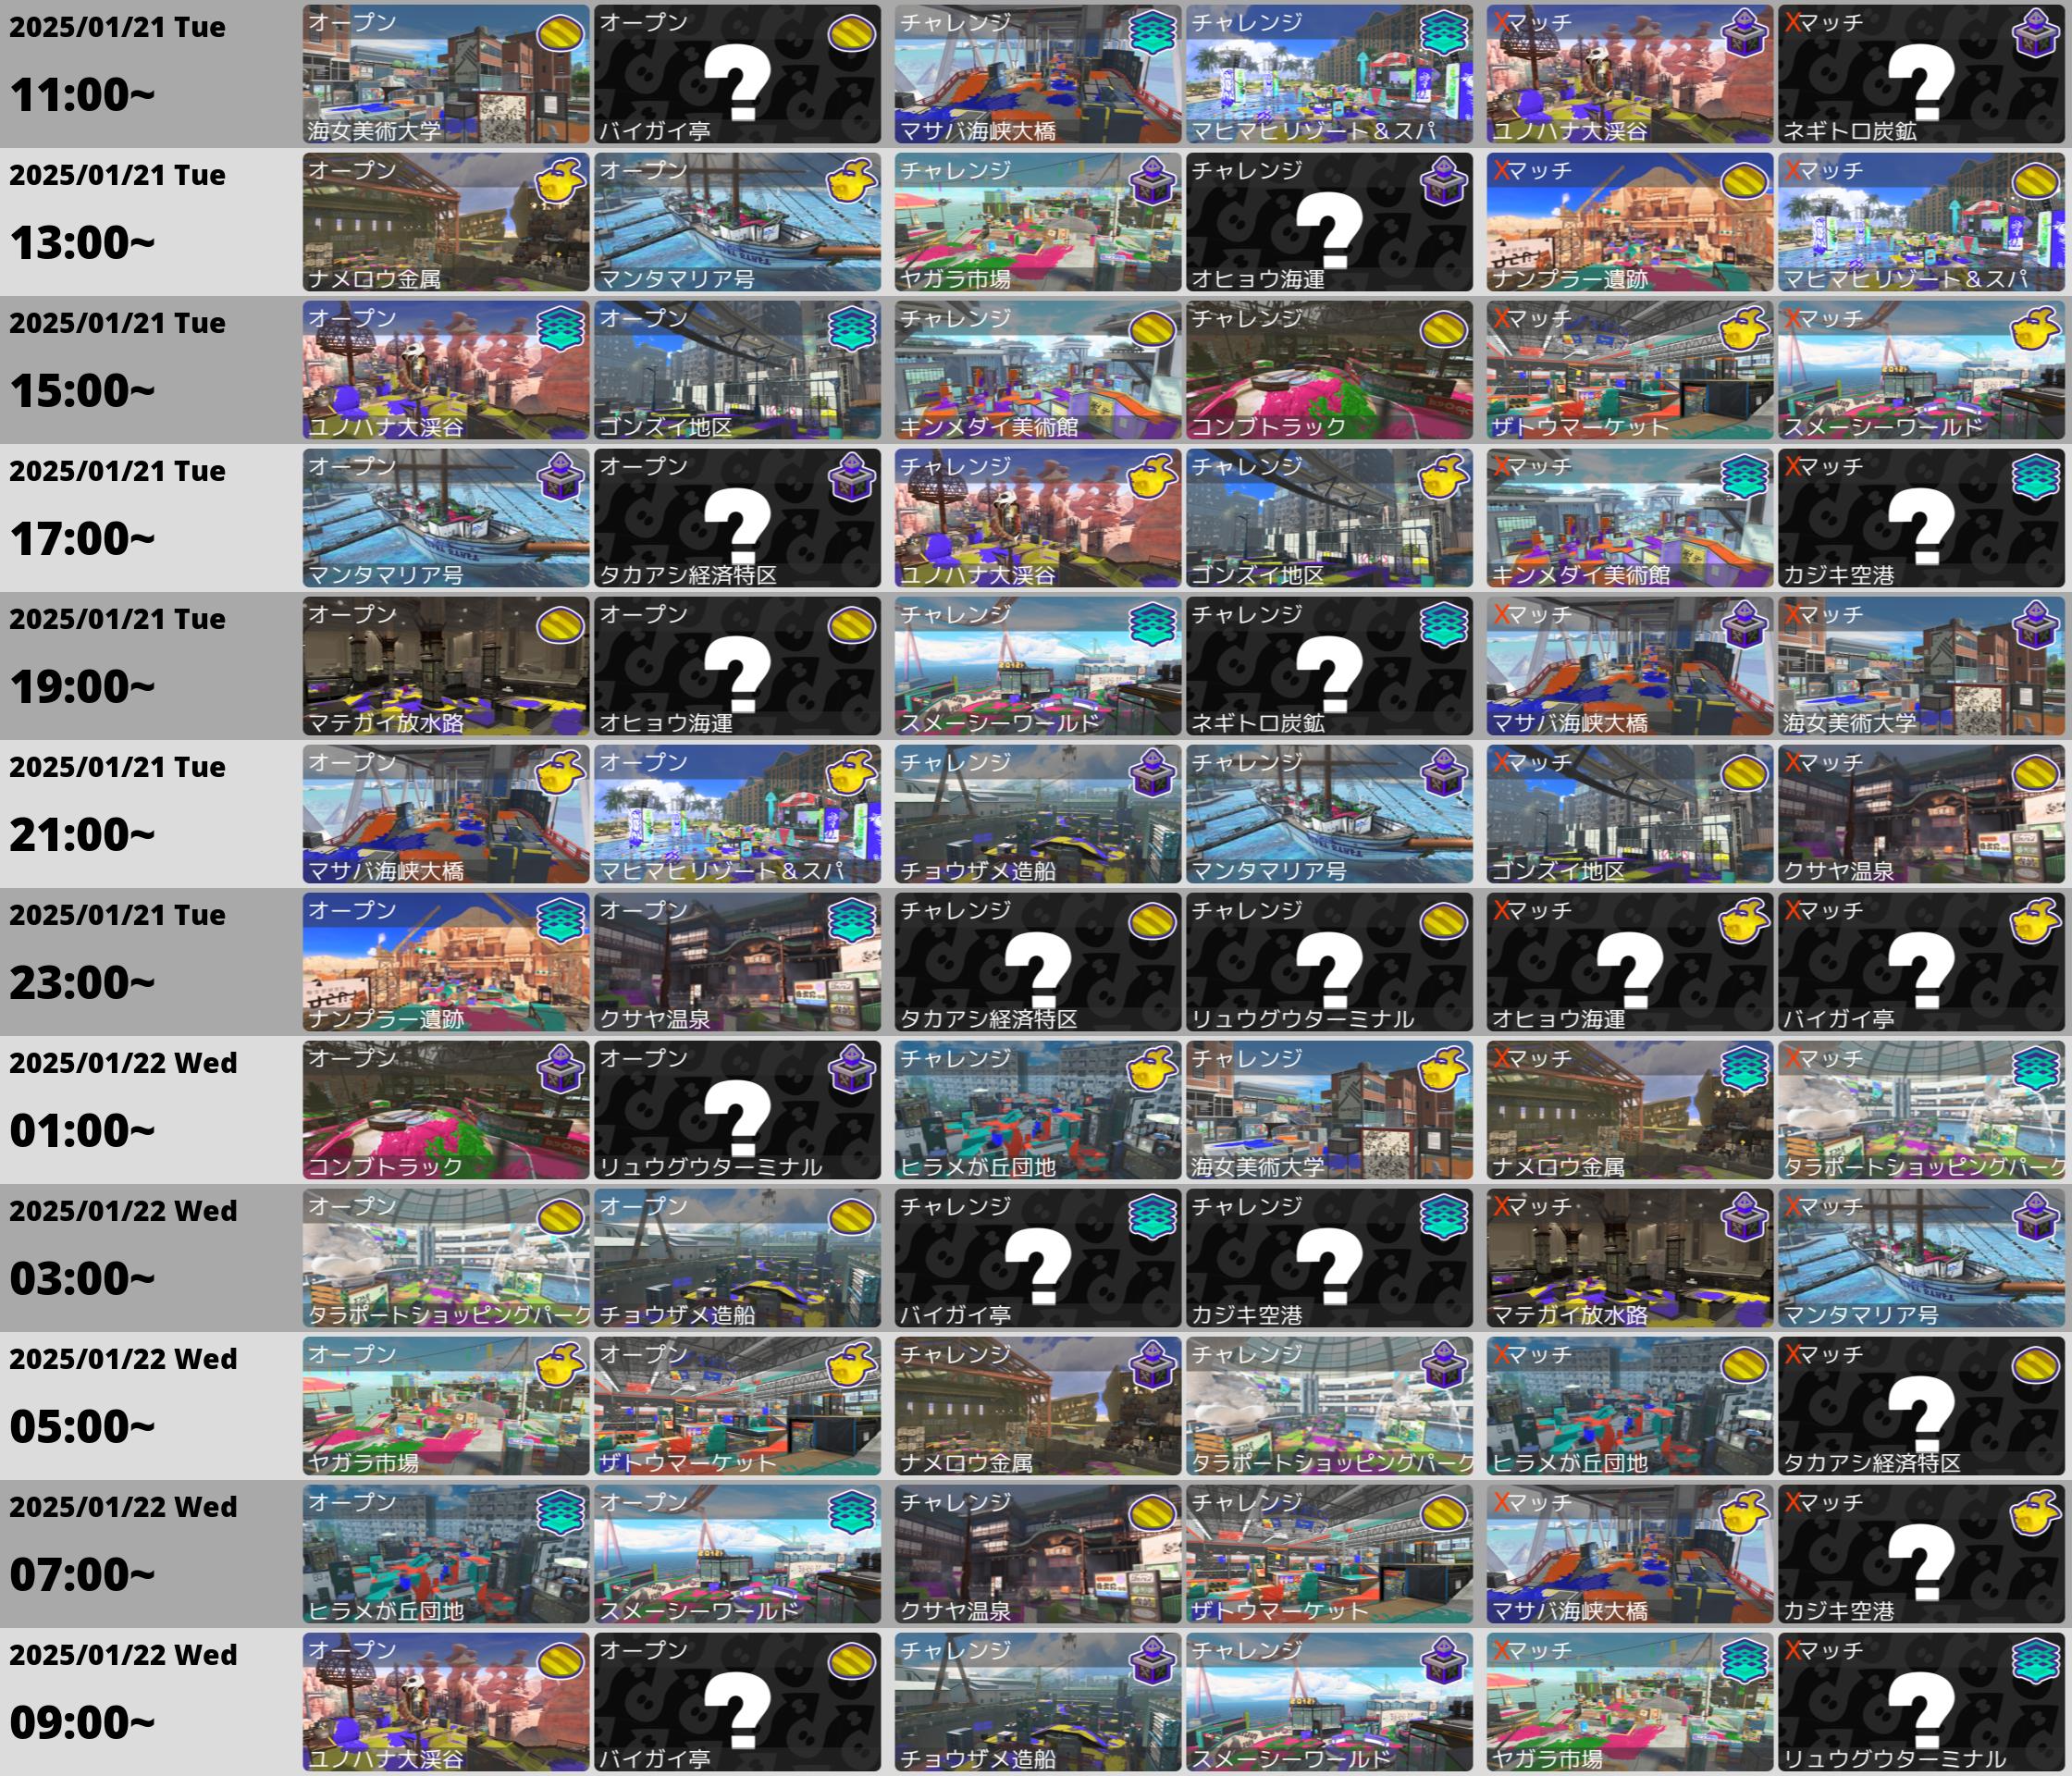 2025/01/21 Tue
11:00~
オープン
海女美術大学
オープン
バイガイ亭
チャレンジ
マサバ海峡大橋
チャレンジ
マヒマヒリゾート＆スパ
Xマッチ
ユノハナ大渓谷
Xマッチ
ネギトロ炭鉱
2025/01/21 Tue
13:00~
オープン
ナメロウ金属
オープン
マンタマリア号
チャレンジ
ヤガラ市場
チャレンジ
オヒョウ海運
Xマッチ
ナンプラー遺跡
Xマッチ
マヒマヒリゾート＆スパ
2025/01/21 Tue
15:00~
オープン
ユノハナ大渓谷
オープン
ゴンズイ地区
チャレンジ
キンメダイ美術館
チャレンジ
コンブトラック
Xマッチ
ザトウマーケット
Xマッチ
スメーシーワールド
2025/01/21 Tue
17:00~
オープン
マンタマリア号
オープン
タカアシ経済特区
チャレンジ
ユノハナ大渓谷
チャレンジ
ゴンズイ地区
Xマッチ
キンメダイ美術館
Xマッチ
カジキ空港
2025/01/21 Tue
19:00~
オープン
マテガイ放水路
オープン
オヒョウ海運
チャレンジ
スメーシーワールド
チャレンジ
ネギトロ炭鉱
Xマッチ
マサバ海峡大橋
Xマッチ
海女美術大学
2025/01/21 Tue
21:00~
オープン
マサバ海峡大橋
オープン
マヒマヒリゾート＆スパ
チャレンジ
チョウザメ造船
チャレンジ
マンタマリア号
Xマッチ
ゴンズイ地区
Xマッチ
クサヤ温泉
2025/01/21 Tue
23:00~
オープン
ナンプラー遺跡
オープン
クサヤ温泉
チャレンジ
タカアシ経済特区
チャレンジ
リュウグウターミナル
Xマッチ
オヒョウ海運
Xマッチ
バイガイ亭
2025/01/22 Wed
01:00~
オープン
コンブトラック
オープン
リュウグウターミナル
チャレンジ
ヒラメが丘団地
チャレンジ
海女美術大学
Xマッチ
ナメロウ金属
Xマッチ
タラポートショッピングパーク
2025/01/22 Wed
03:00~
オープン
タラポートショッピングパーク
オープン
チョウザメ造船
チャレンジ
バイガイ亭
チャレンジ
カジキ空港
Xマッチ
マテガイ放水路
Xマッチ
マンタマリア号
2025/01/22 Wed
05:00~
オープン
ヤガラ市場
オープン
ザトウマーケット
チャレンジ
ナメロウ金属
チャレンジ
タラポートショッピングパーク
Xマッチ
ヒラメが丘団地
Xマッチ
タカアシ経済特区
2025/01/22 Wed
07:00~
オープン
ヒラメが丘団地
オープン
スメーシーワールド
チャレンジ
クサヤ温泉
チャレンジ
ザトウマーケット
Xマッチ
マサバ海峡大橋
Xマッチ
カジキ空港
2025/01/22 Wed
09:00~
オープン
ユノハナ大渓谷
オープン
バイガイ亭
チャレンジ
チョウザメ造船
チャレンジ
スメーシーワールド
Xマッチ
ヤガラ市場
Xマッチ
リュウグウターミナル